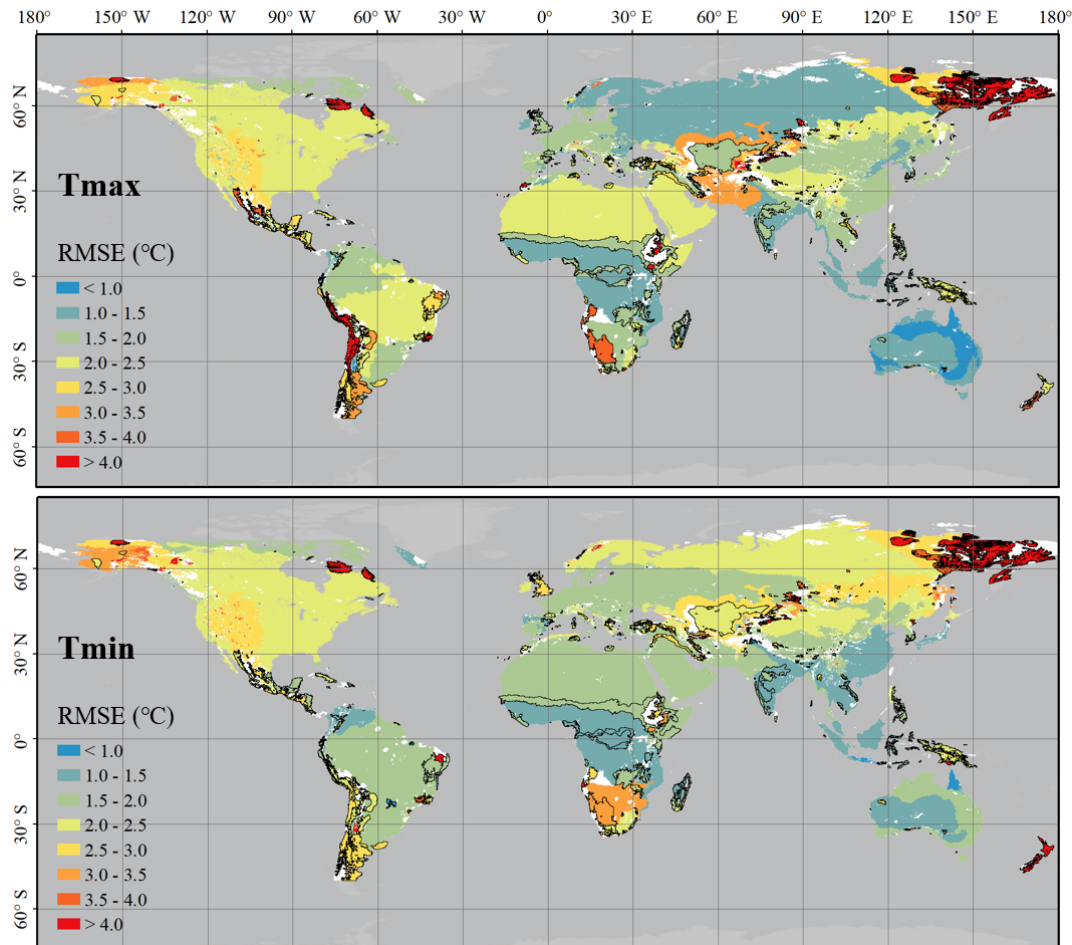 180° 150° W 120° W 90° W 60° W 30° W 0° 30° E 60° E 90° E 120° E 150° E 180°
60° N
30° N
Tmax
RMSE (℃)
0°
< 1.0
1.0 - 1.5
1.5 - 2.0
2.0 - 2.5
30° S
2.5 - 3.0
3.0 - 3.5
3.5 - 4.0
60° S
> 4.0
60° N
30° N
Tmin
RMSE (℃)
0°
< 1.0
1.0 - 1.5
1.5 - 2.0
2.0 - 2.5
30° S
2.5 - 3.0
3.0 - 3.5
3.5 - 4.0
60° S
> 4.0